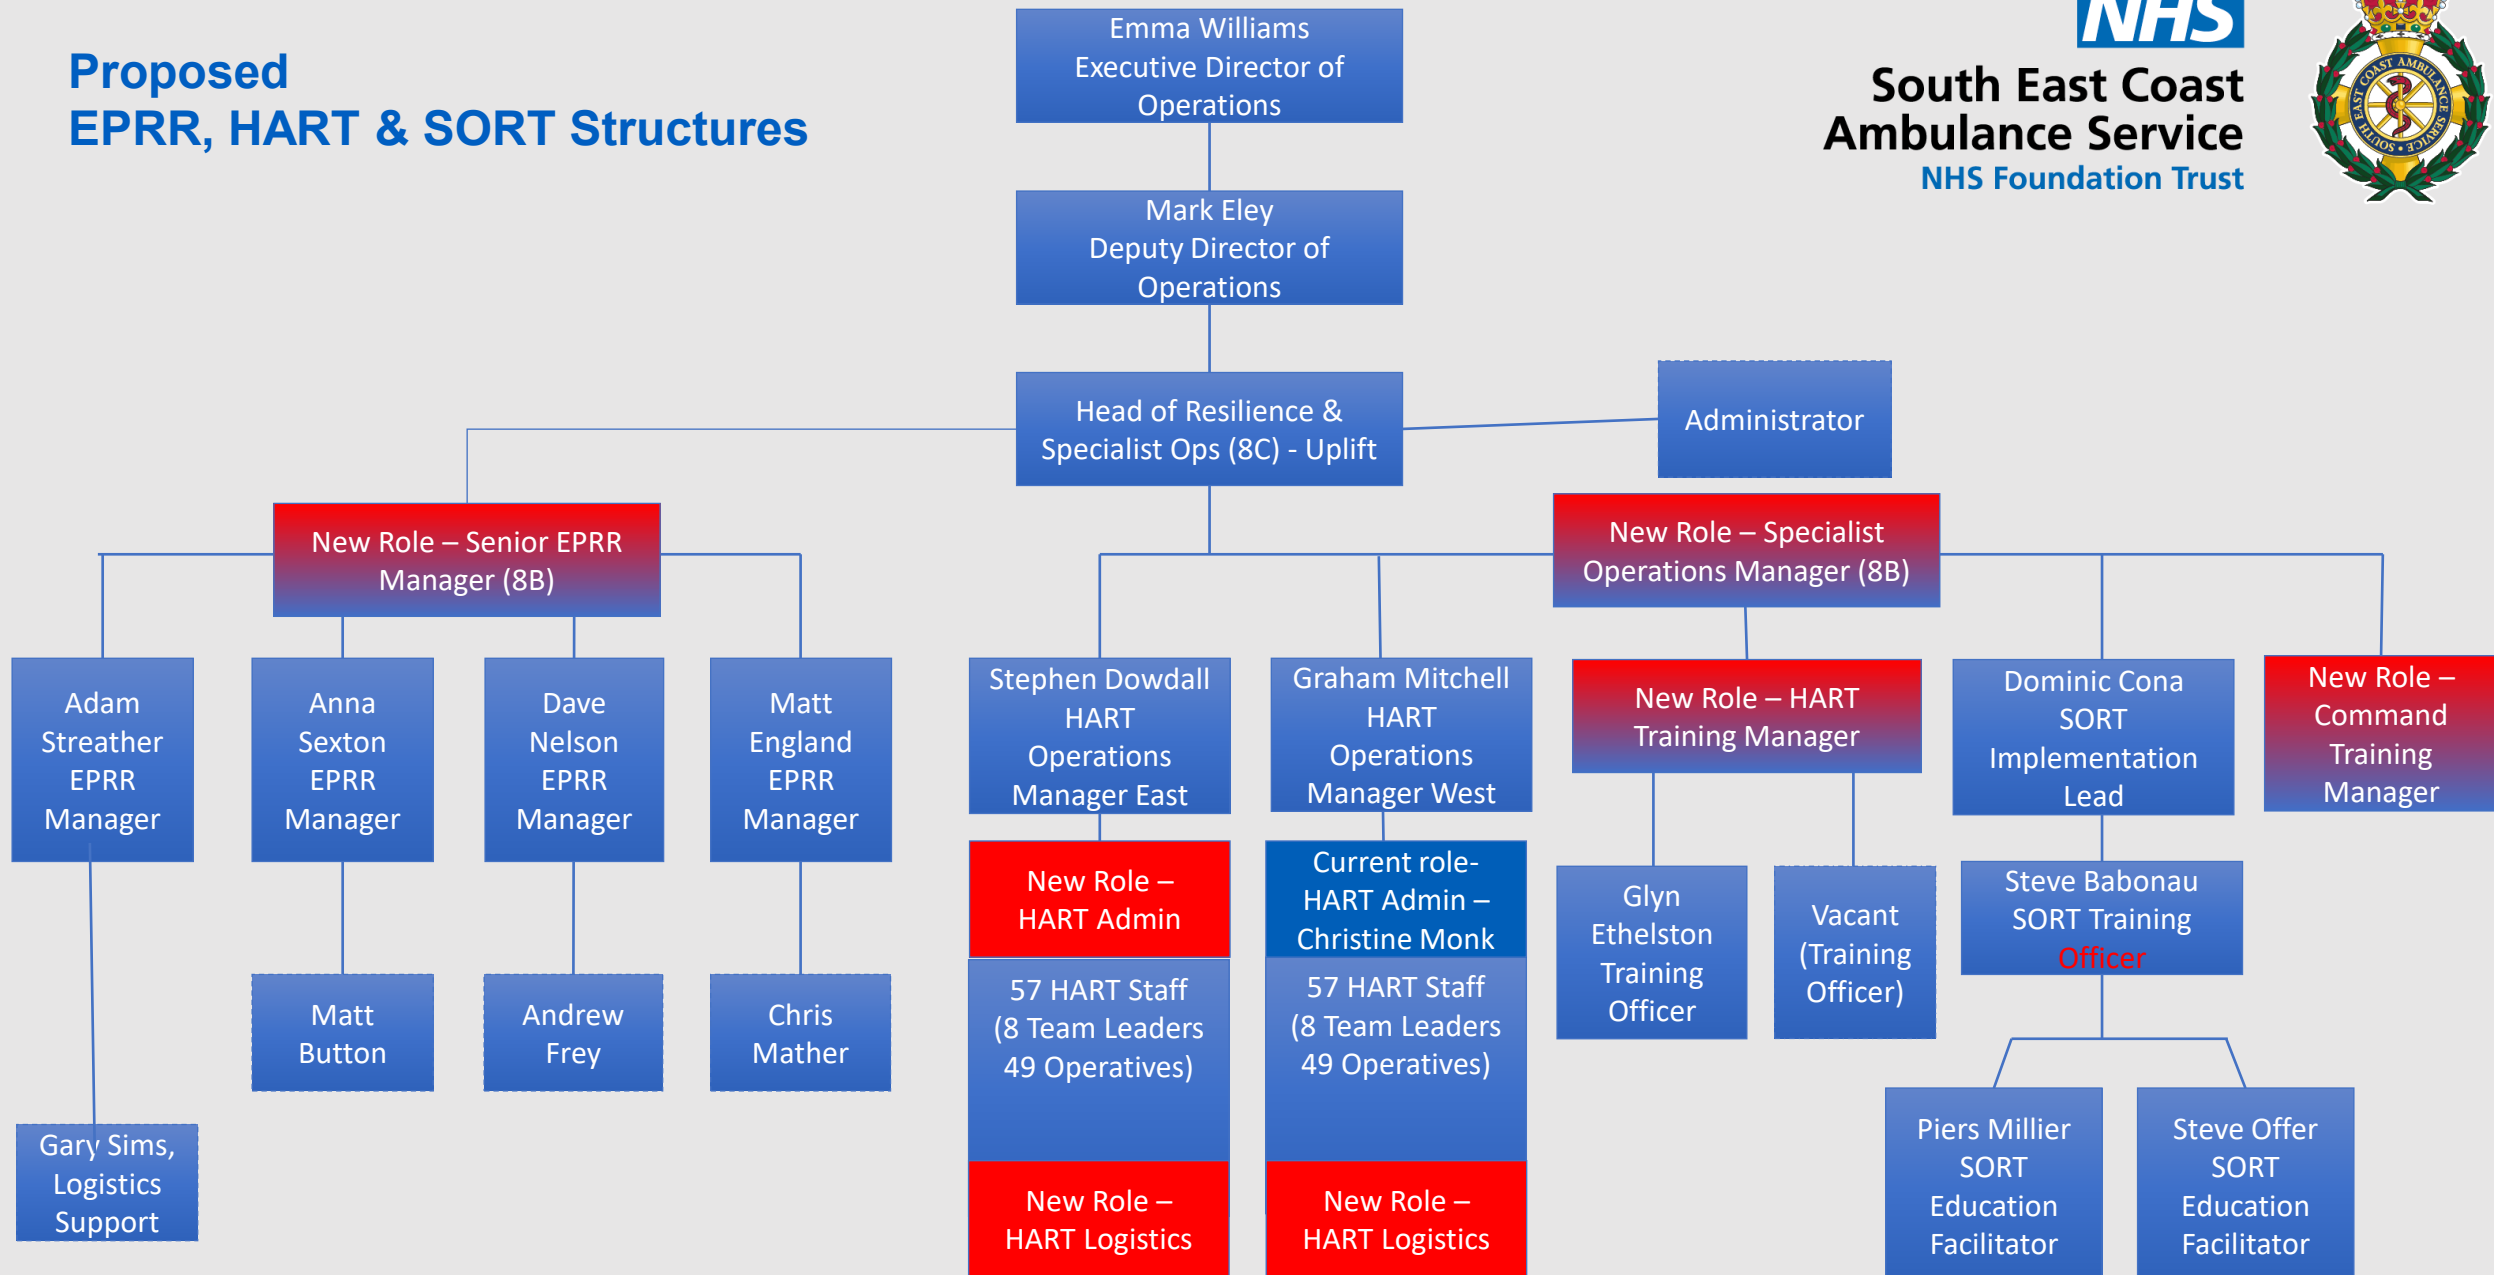 Proposed
EPRR, HART & SORT Structures
NHS
South East Coast
Ambulance Service
NHS Foundation Trust
SOUTH EAST COAST AMBULANCE SERVICE
Emma Williams
Executive Director of
Operations
Mark Eley
Deputy Director of
Operations
Head of Resilience &
Specialist Ops (8C) - Uplift
Administrator
New Role – Senior EPRR
Manager (8B)
New Role – Specialist
Operations Manager (8B)
Adam
Streather
EPRR
Manager
Anna
Sexton
EPRR
Manager
Dave
Nelson
EPRR
Manager
Matt
England
EPRR
Manager
Stephen Dowdall
HART
Operations
Manager East
Graham Mitchell
HART
Operations
Manager West
New Role – HART
Training Manager
Dominic Cona
SORT
Implementation
Lead
New Role –
Command
Training
Manager
New Role –
HART Admin
Current role-
HART Admin –
Christine Monk
Glyn
Ethelston
Training
Officer
Vacant
(Training
Officer)
Steve Babonau
SORT Training
Officer
Matt
Button
Andrew
Frey
Chris
Mather
57 HART Staff
(8 Team Leaders
49 Operatives)
57 HART Staff
(8 Team Leaders
49 Operatives)
Gary Sims,
Logistics
Support
New Role –
HART Logistics
New Role –
HART Logistics
Piers Millier
SORT
Education
Facilitator
Steve Offer
SORT
Education
Facilitator